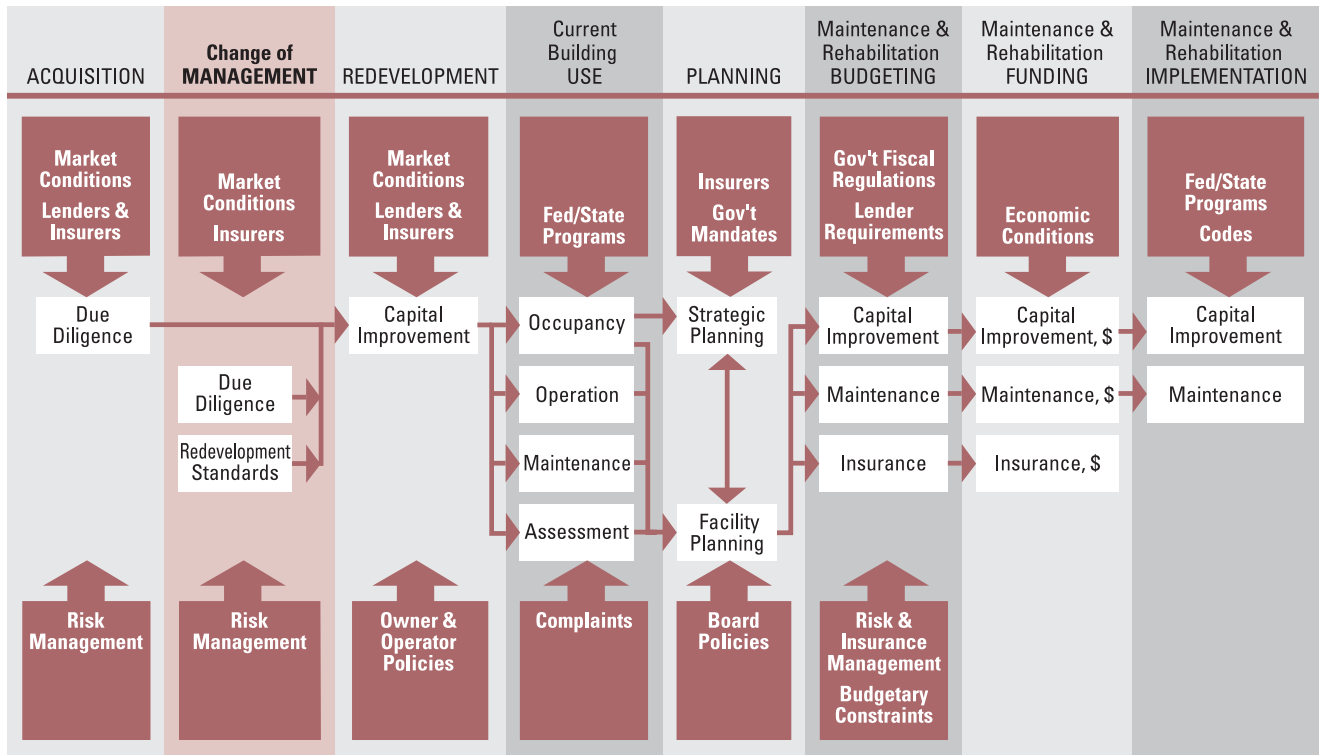 ACQUISITION
Change of
MANAGEMENT
REDEVELOPMENT
Current
Building
USE
PLANNING
Maintenance &
Rehabilitation
BUDGETING
Maintenance &
Rehabilitation
FUNDING
Maintenance &
Rehabilitation
IMPLEMENTATION
Market
Conditions
Lenders &
Insurers
Market
Conditions
Insurers
Market
Conditions
Lenders &
Insurers
Fed/State
Programs
Insurers
Gov't
Mandates
Gov't Fiscal
Regulations
Lender
Requirements
Economic
Conditions
Fed/State
Programs
Codes
Due
Diligence
Capital
Improvement
Occupancy
Strategic
Planning
Capital
Improvement
Capital
Improvement, $
Capital
Improvement
Due
Diligence
Operation
Maintenance
Maintenance, $
Maintenance
Redevelopment
Standards
Maintenance
Insurance
Insurance, $
Assessment
Facility
Planning
Risk
Management
Risk
Management
Owner &
Operator
Policies
Complaints
Board
Policies
Risk &
Insurance
Management
Budgetary
Constraints